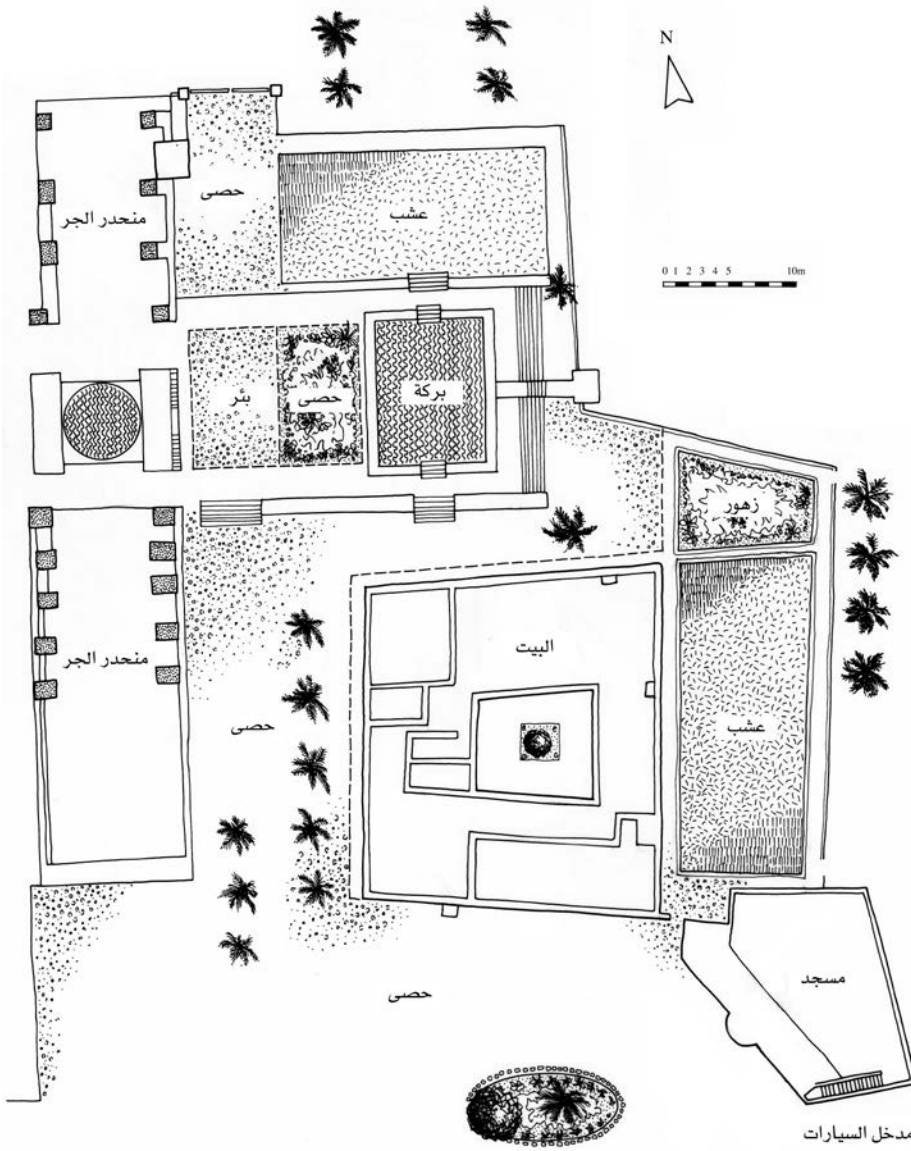 N
حصى
منحدر الجر
عشب
0 1 2 3 4 5 10m
بئر
حصى
بركة
زهور
البيت
منحدر الجر
حصى
عشب
مسجد
حصى
مدخل السيارات